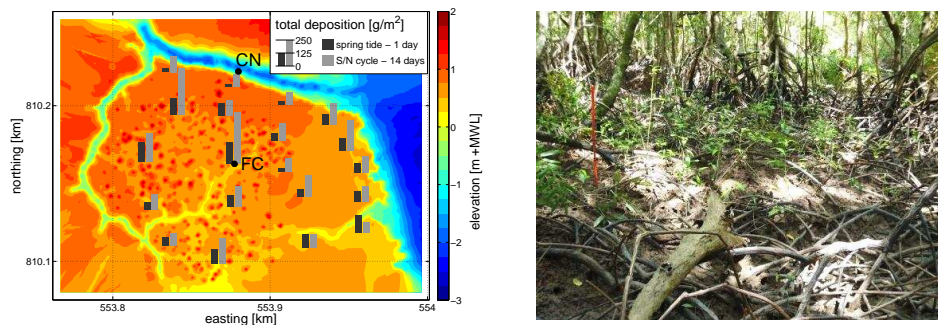 total deposition [g/m²]
250
125
0
spring tide – 1 day
S/N cycle – 14 days
CN
FC
810.2
810.1
northing [km]
553.8
553.9
554
easting [km]
2
1
0
−1
−2
−3
elevation [m +MWL]